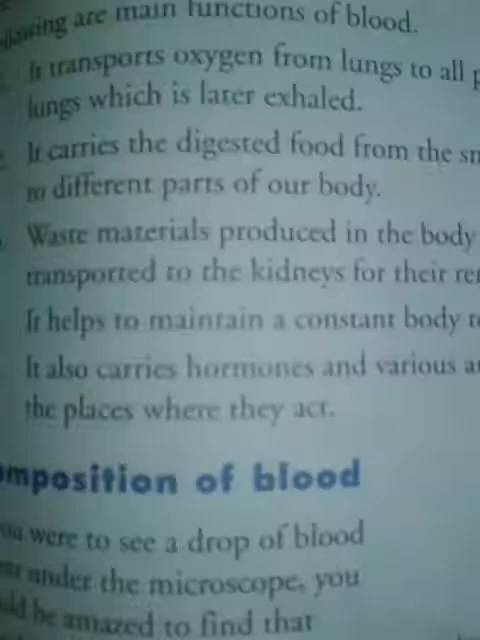 are main functions of blood.
It transports oxygen from lungs to all
lungs which is later exhaled.
It carries the digested food from the
to different parts of our body.
Waste materials produced in the body
transported to the kidneys for their
It helps to maintain a constant body
It also carries hormones and various
the places where they act.
omposition of blood
ou were to see a drop of blood
under the microscope, you
be amazed to find that